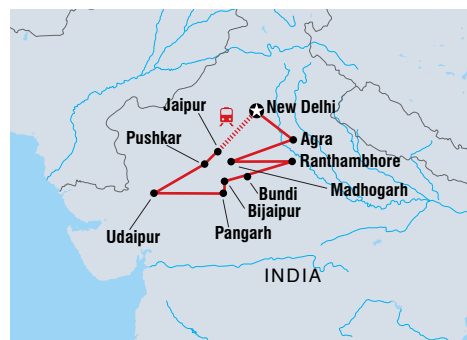 Jaipur
New Delhi
Pushkar
Agra
Ranthambhore
Madhogarh
Bundi
Bijaipur
Udaipur
Pangarh
INDIA